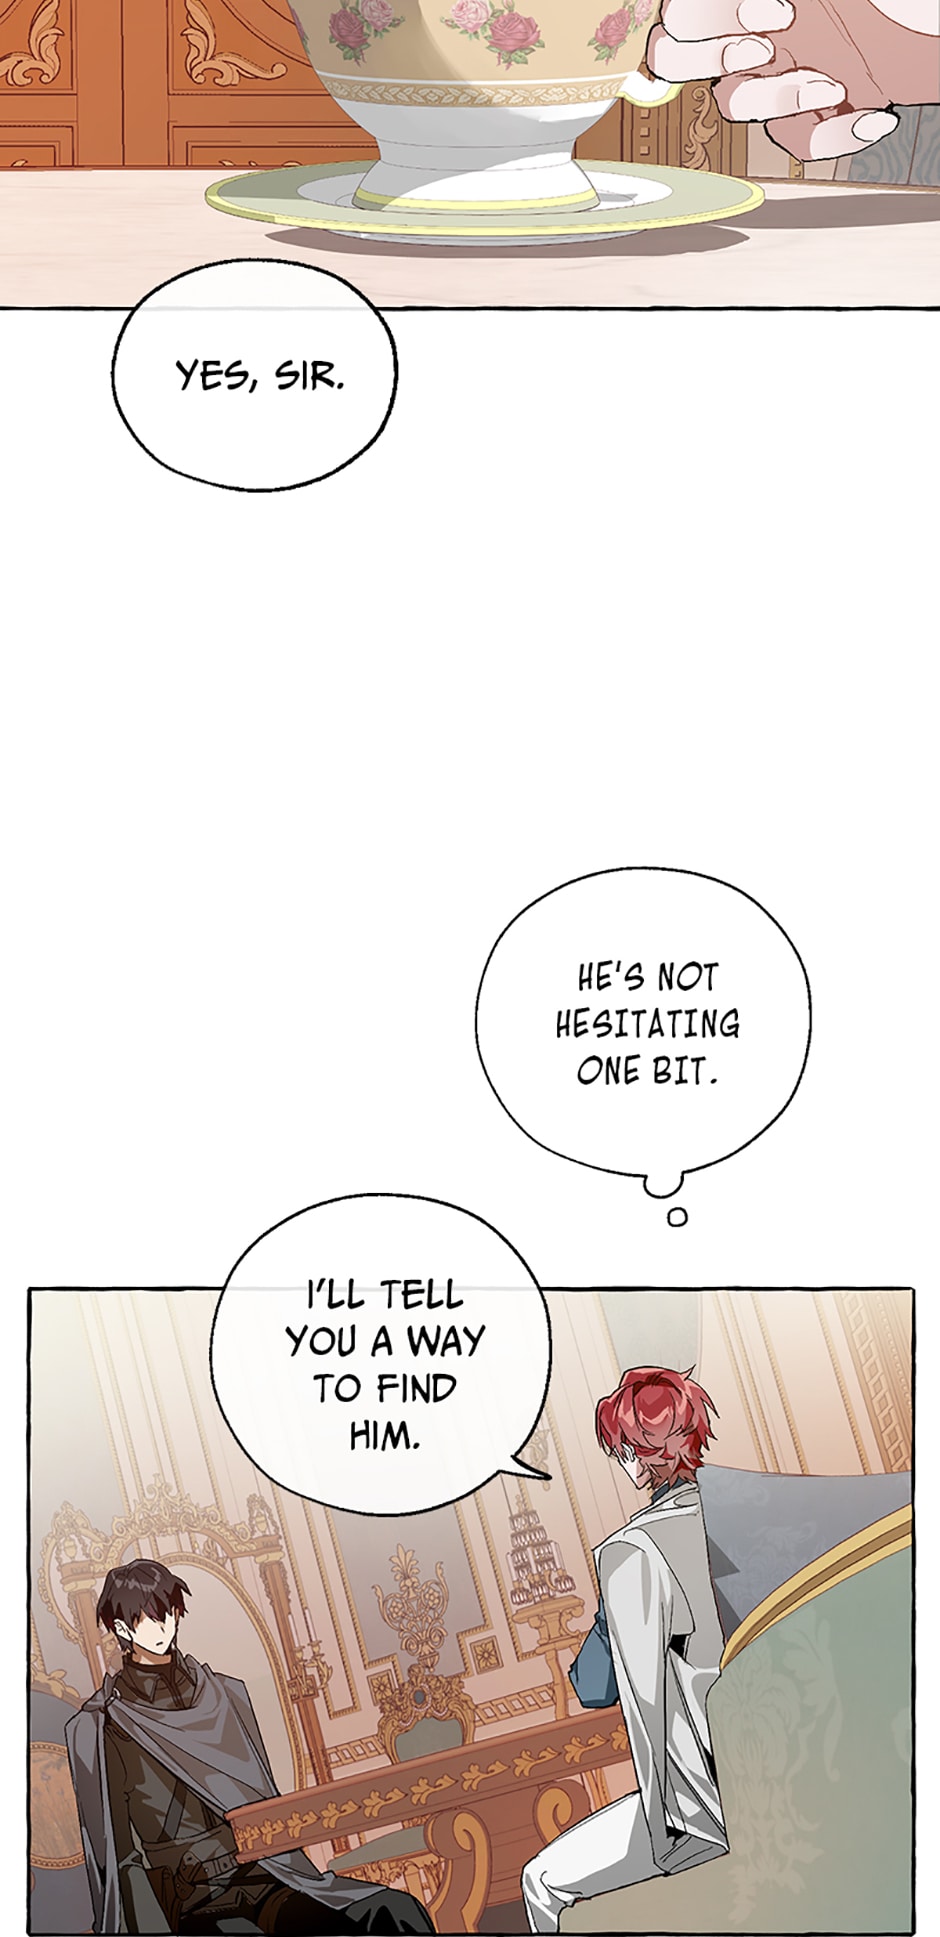 YES, SIR.
HE'S NOT
HESITATING
ONE BIT.
I'LL TELL
YOU A WAY
TO FIND
HIM.